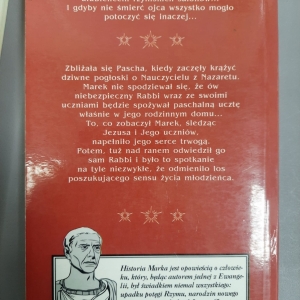 i gdyby nie śmierć ojca wszystko mogło
potoczyć się inaczej...
Zbliżała się Pascha, kiedy zaczęły krążyć
dziwne pogłoski o Nauczycielu z Nazaretu.
Marek nie spodziewał się, że ów
niebezpieczny Rabbi wraz ze swoimi
uczniami będzie spożywał paschalną ucztę
właśnie w jego rodzinnym domu...
To, co zobaczył Marek, śledząc
Jezusa i Jego uczniów,
napełniło jego serce trwogą.
Potem, tuż nad ranem odwiedził go
sam Rabbi i było to spotkanie
na tyle niezwykłe, że odmieniło los
poszukującego sensu życia młodzieńca.
Historia Marka jest opowieścią o człowie-
ku, który, będąc autorem jednej z Ewange-
lii, był świadkiem niemal wszystkiego:
upadku potęgi Rzymu, narodzin nowego